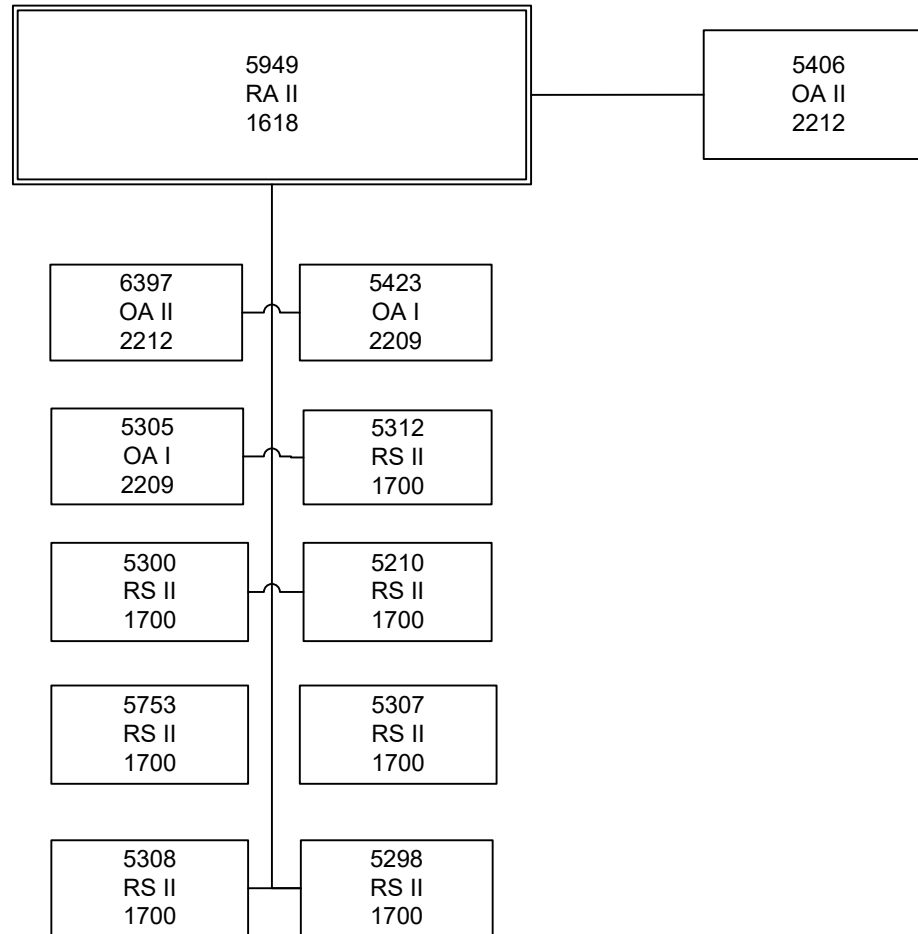 5949
RA II
1618
5406
OA II
2212
6397
OA II
2212
5423
OA I
2209
5305
OA I
2209
5312
RS II
1700
5300
RS II
1700
5210
RS II
1700
5753
RS II
1700
5307
RS II
1700
5308
RS II
1700
5298
RS II
1700